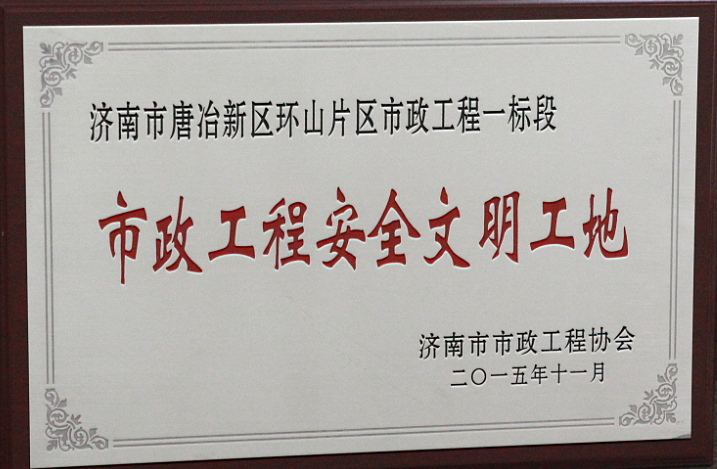 济南市唐冶新区环山片区市政工程一标段
市政工程安全文明工地
济南市市政工程协会
二〇一五年十一月